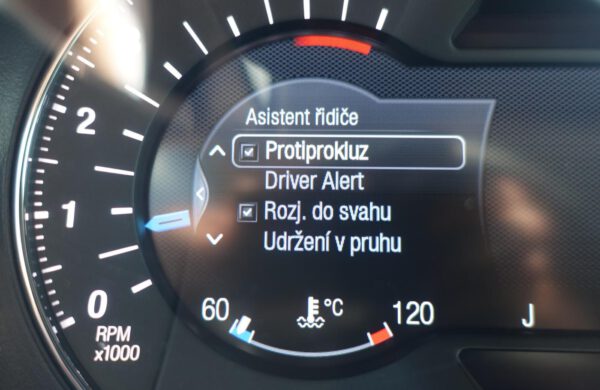 Asistent řidiče
Protiprokluz
Driver Alert
Rozj. do svahu
Udržení v pruhu
2
1
0
RPM
x1000
60 °C 120
J